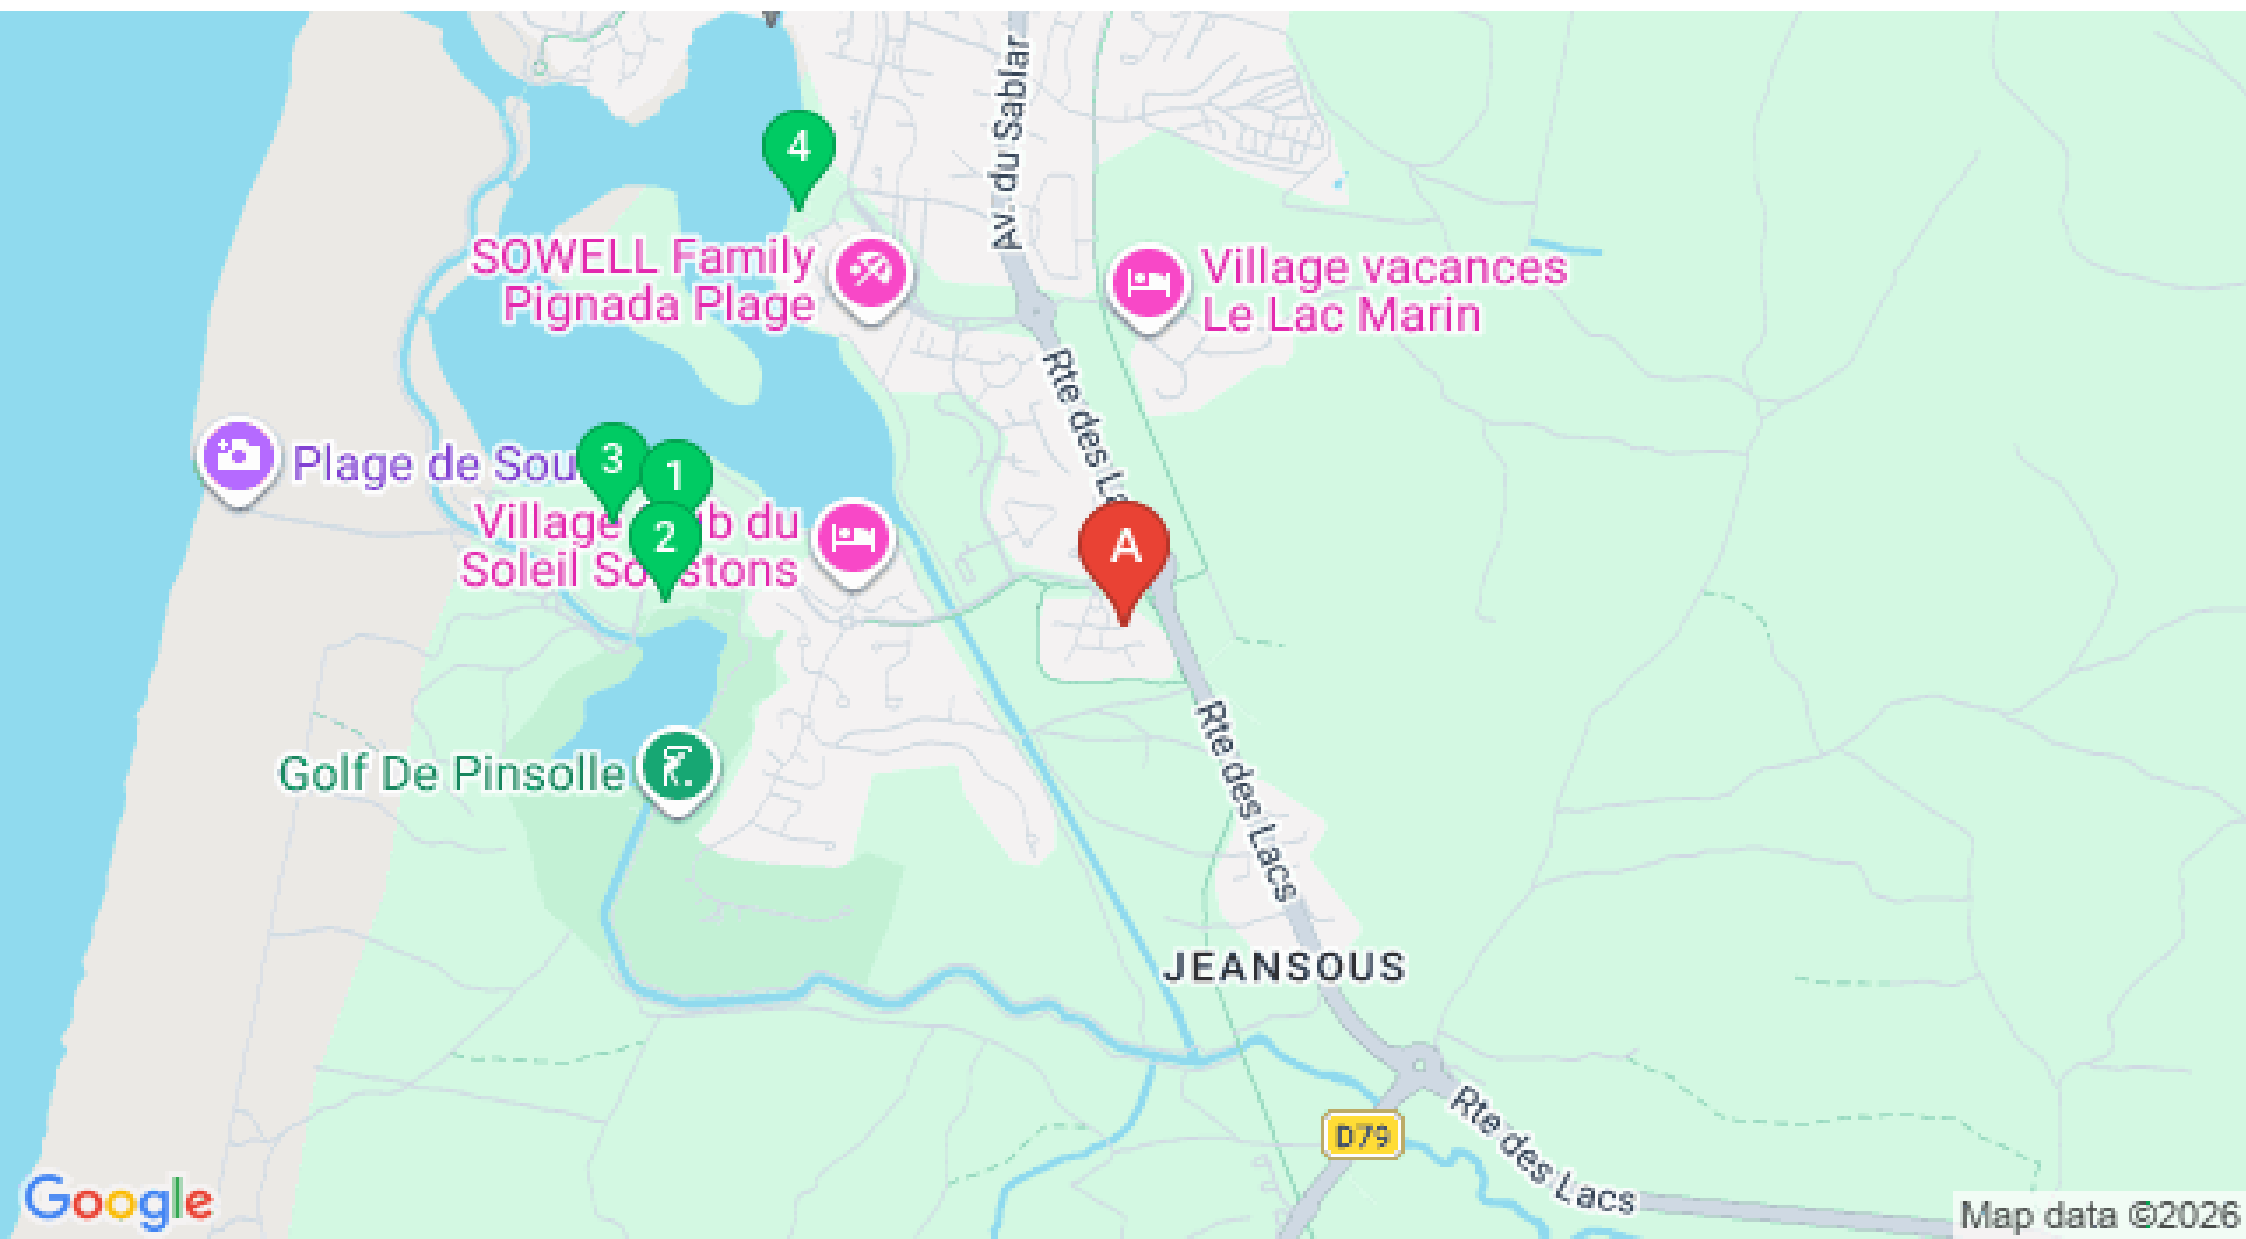 Av. du Sablar
4
SOWELL Family
Pignada Plage
Village vacances
Le Lac Marin
Rte des La
Plage de Sou
3
1
Village
b du
2
Soleil So
stons
A
Golf De Pinsolle
Rte des Lacs
JEANSOUS
D79
Rte des Lacs
Google
Map data ©2026